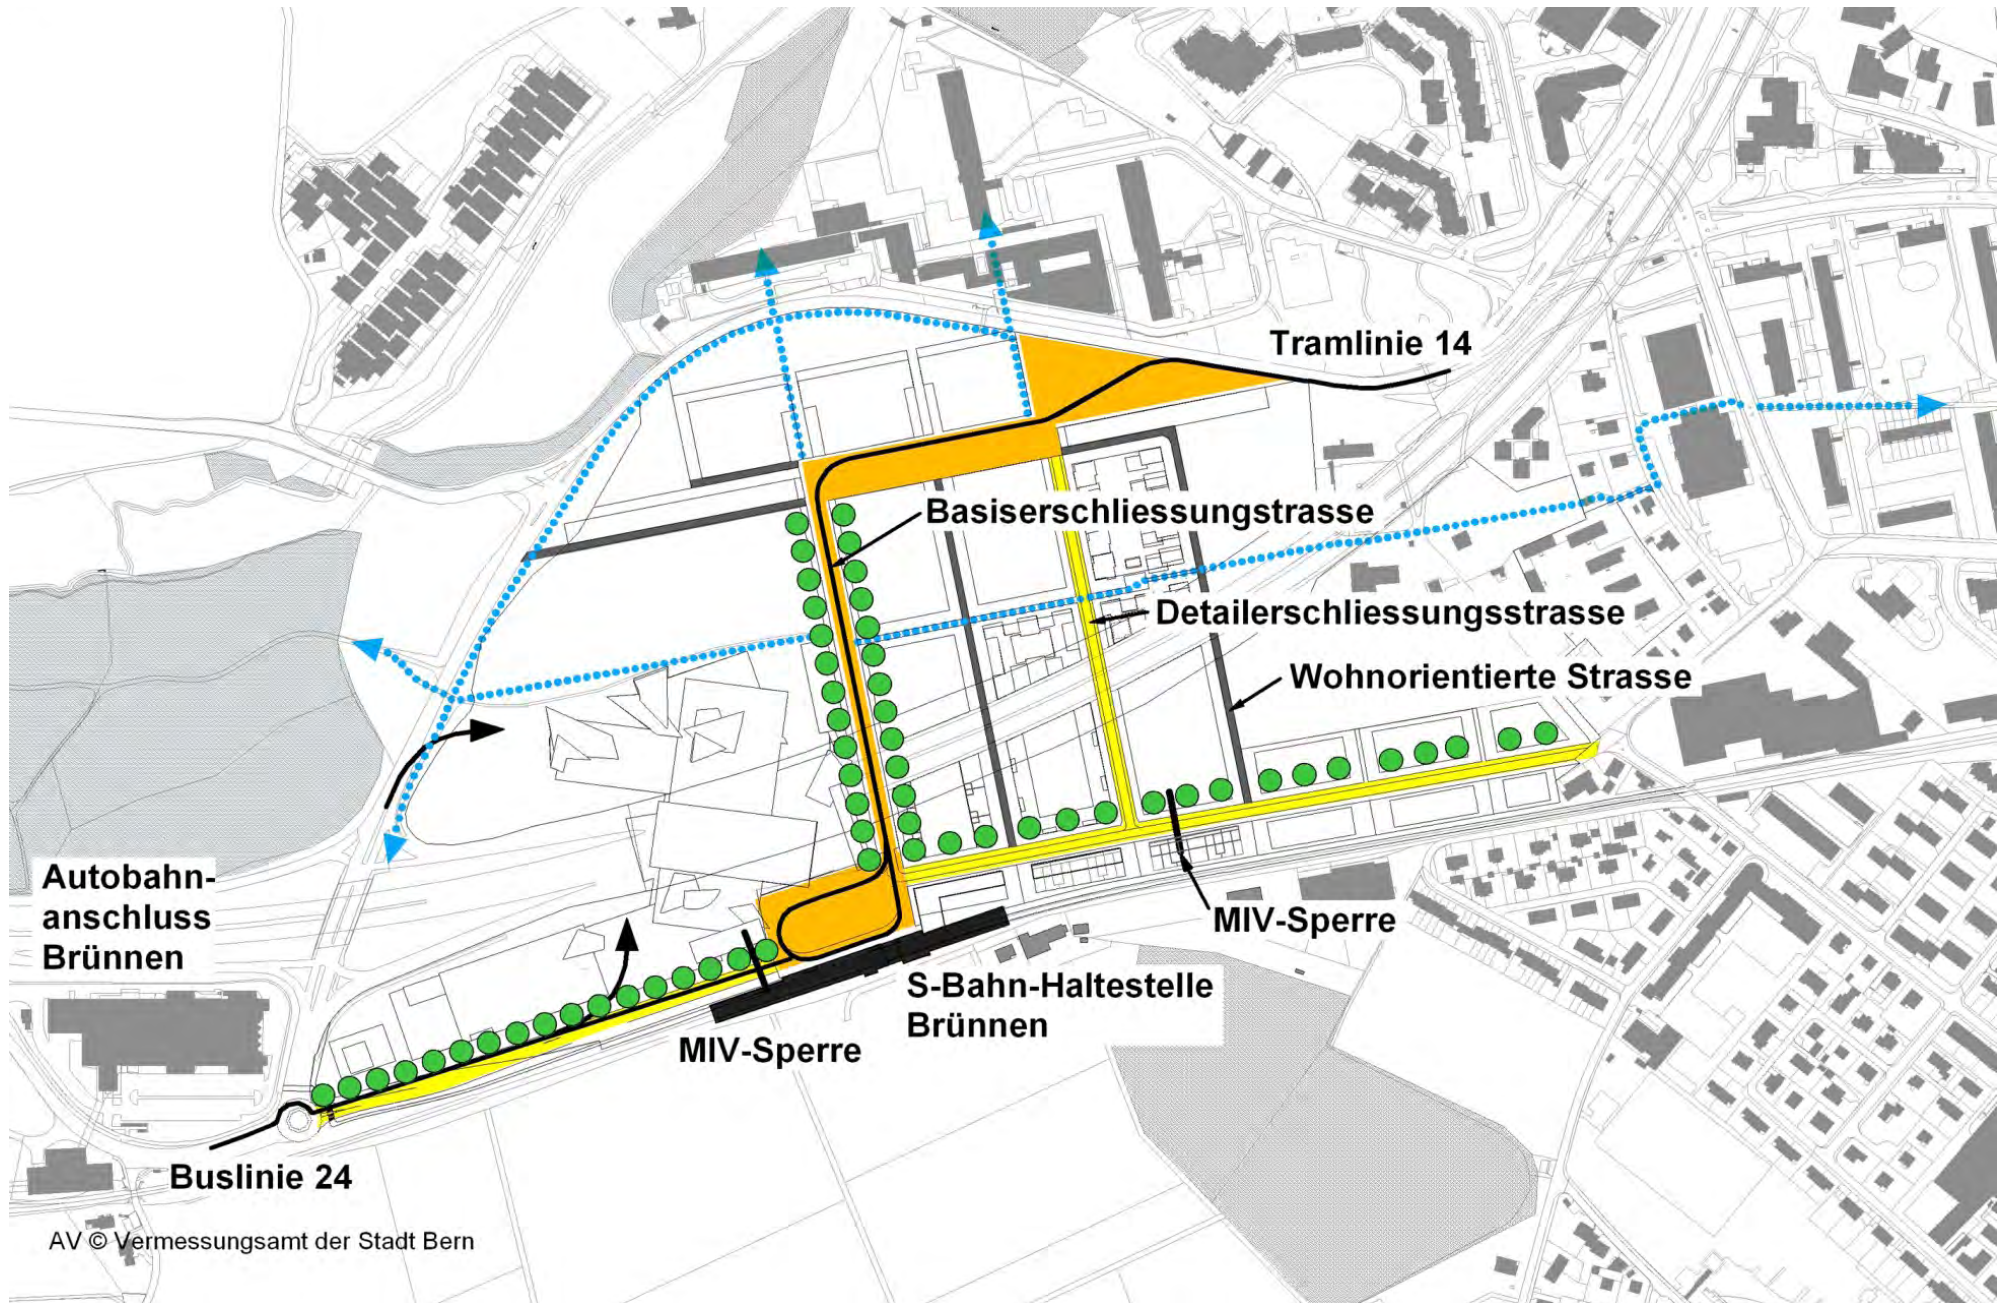 Tramlinie 14
Basiserschliessungstrasse
Detailerschliessungsstrasse
Wohnorientierte Strasse
Autobahn-
anschluss
Brünnen
MIV-Sperre
S-Bahn-Haltestelle
Brünnen
MIV-Sperre
Buslinie 24
AV © Vermessungsamt der Stadt Bern